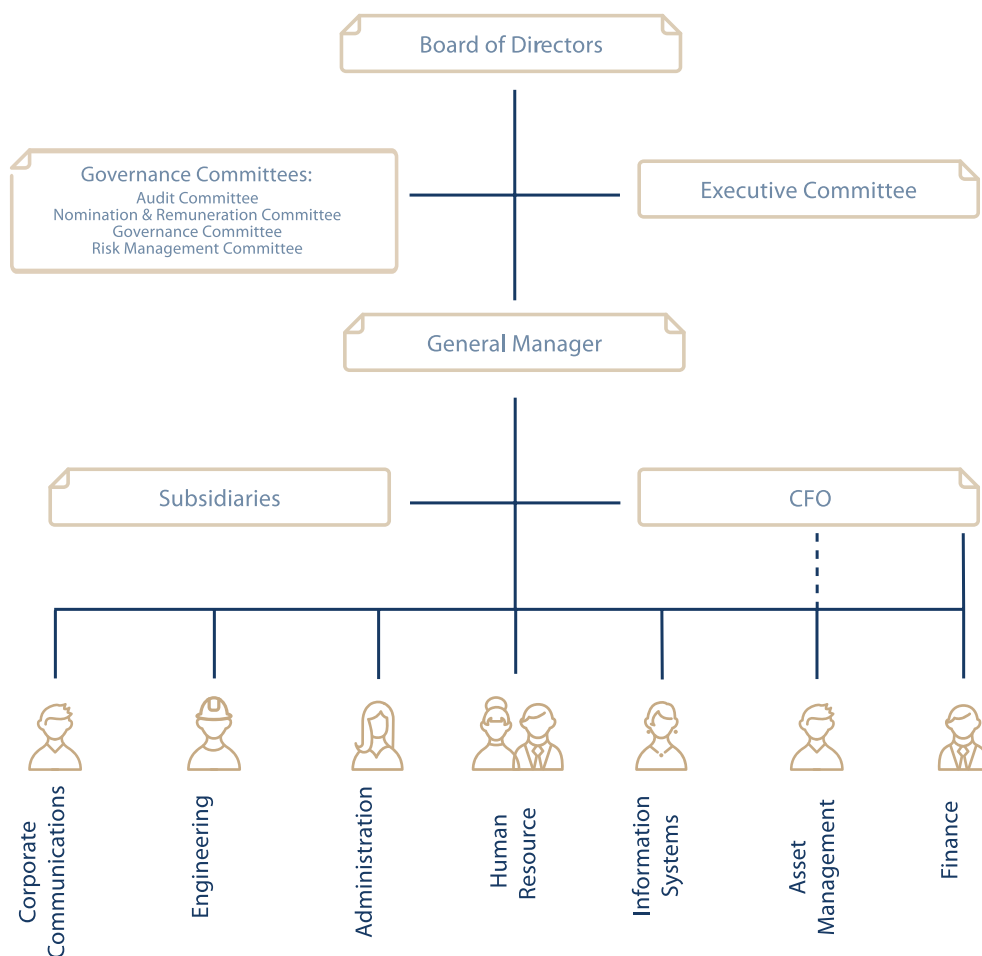 Board of Directors
Governance Committees:
Audit Committee
Nomination & Remuneration Committee
Governance Committee
Risk Management Committee
Executive Committee
General Manager
Subsidiaries
CFO
Corporate
Communications
Engineering
Administration
Human
Resource
Information
Systems
Asset
Management
Finance